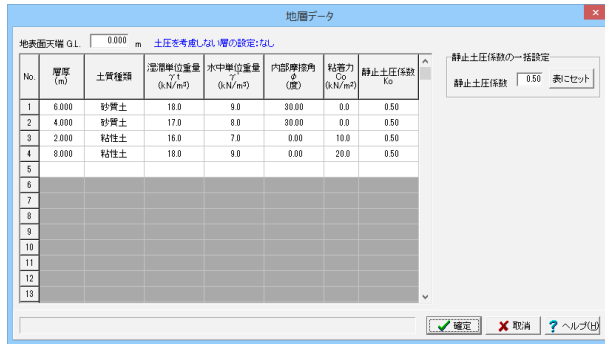 地層データ
×
地表面天端 G.L. 0.000 m 土圧を考慮しない層の設定:なし
No. 層厚 (m) 土質種類 湿潤単位重量 γt (kN/m³) 水中単位重量 γ' (kN/m³) 内部摩擦角 φ (度) 粘着力 Co (kN/m²) 静止土圧係数 Ko
1 6.000 砂質土 18.0 9.0 30.00 0.0 0.50
2 4.000 砂質土 17.0 8.0 30.00 0.0 0.50
3 2.000 粘性土 16.0 7.0 0.00 10.0 0.50
4 8.000 粘性土 18.0 9.0 0.00 20.0 0.50
5
6
7
8
9
10
11
12
13
静止土圧係数の一括設定
静止土圧係数 0.50 表にセット
確定 取消 ? ヘルプ(H)